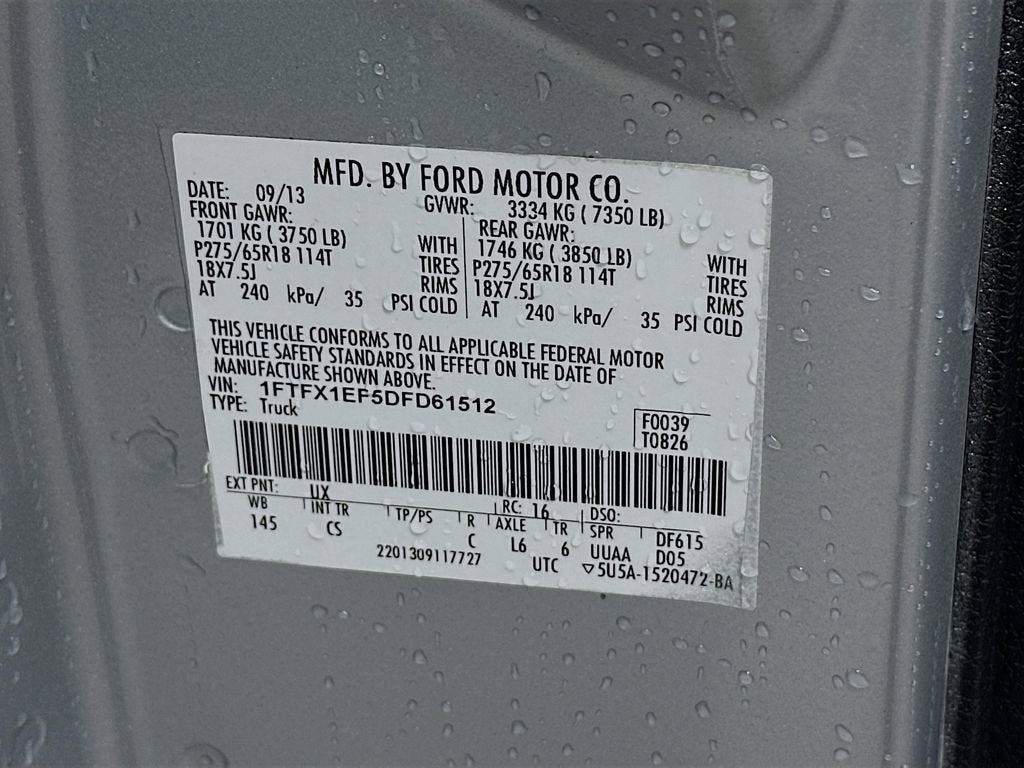 MFD. BY FORD MOTOR CO.
DATE: 09/13 GVWR: 3334 KG ( 7350 LB)
FRONT GAWR: REAR GAWR:
1701 KG ( 3750 LB) WITH 1746 KG ( 3850 LB) WITH
P275/65R18 114T TIRES P275/65R18 114T TIRES
18X7.5J RIMS 18X7.5J RIMS
AT 240 kPa/ 35 PSI COLD AT 240 kPa/ 35 PSI COLD
THIS VEHICLE CONFORMS TO ALL APPLICABLE FEDERAL MOTOR
VEHICLE SAFETY STANDARDS IN EFFECT ON THE DATE OF
MANUFACTURE SHOWN ABOVE.
VIN: 1FTFX1EF5DFD61512
TYPE: Truck
F0039
T0826
EXT PNT: UX RC: 16 DSO:
WB INT TR TP/PS R AXLE TR SPR DF615
145 CS C L6 6 UUAA D05
2201309117727 UTC ▽5U5A-1520472-BA